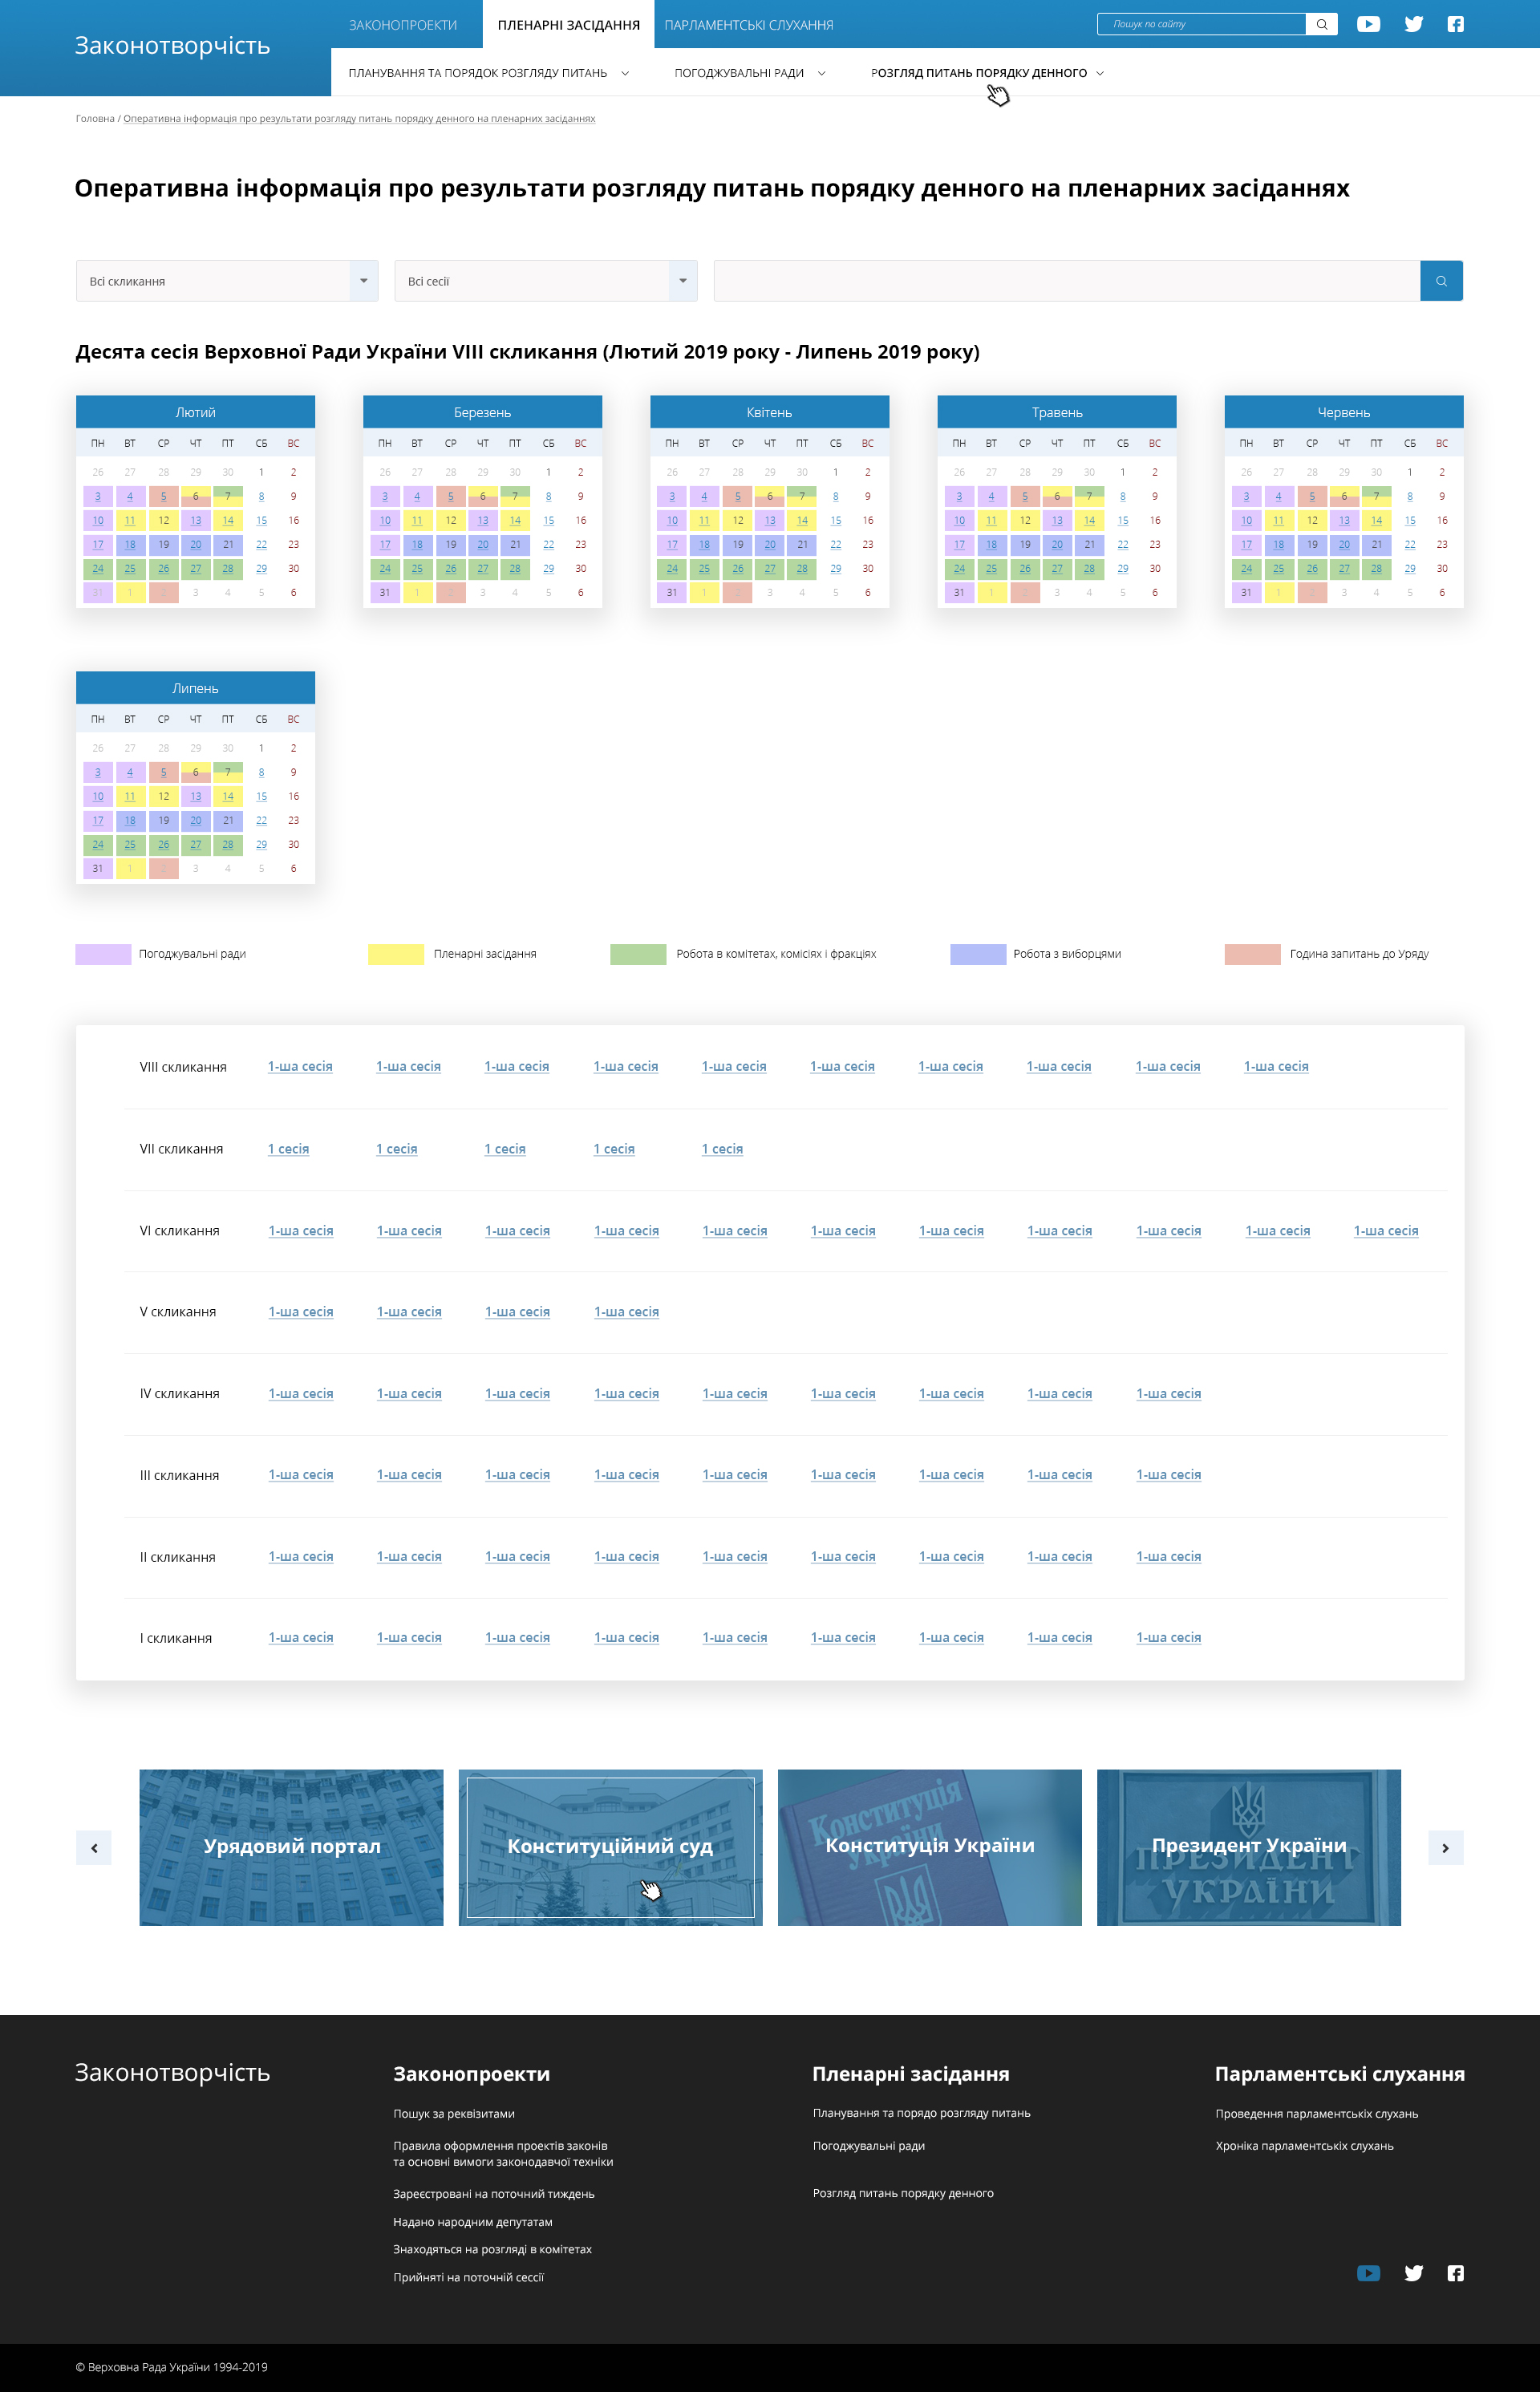 Законотворчість
ЗАКОНОПРОЕКТИ
ПЛЕНАРНІ ЗАСІДАННЯ
ПАРЛАМЕНТСЬКІ СЛУХАННЯ
Пошук по сайту
ПЛАНУВАННЯ ТА ПОРЯДОК РОЗГЛЯДУ ПИТАНЬ
ПОГОДЖУВАЛЬНІ РАДИ
РОЗГЛЯД ПИТАНЬ ПОРЯДКУ ДЕННОГО
Головна / Оперативна інформація про результати розгляду питань порядку денного на пленарних засіданнях
Оперативна інформація про результати розгляду питань порядку денного на пленарних засіданнях
Всі скликання
Всі сесії
Десята сесія Верховної Ради України VIII скликання (Лютий 2019 року - Липень 2019 року)
Лютий
ПН ВТ СР ЧТ ПТ СБ ВС
26 27 28 29 30 1 2
3 4 5 6 7 8 9
10 11 12 13 14 15 16
17 18 19 20 21 22 23
24 25 26 27 28 29 30
31 1 2 3 4 5 6
Березень
ПН ВТ СР ЧТ ПТ СБ ВС
26 27 28 29 30 1 2
3 4 5 6 7 8 9
10 11 12 13 14 15 16
17 18 19 20 21 22 23
24 25 26 27 28 29 30
31 1 2 3 4 5 6
Квітень
ПН ВТ СР ЧТ ПТ СБ ВС
26 27 28 29 30 1 2
3 4 5 6 7 8 9
10 11 12 13 14 15 16
17 18 19 20 21 22 23
24 25 26 27 28 29 30
31 1 2 3 4 5 6
Травень
ПН ВТ СР ЧТ ПТ СБ ВС
26 27 28 29 30 1 2
3 4 5 6 7 8 9
10 11 12 13 14 15 16
17 18 19 20 21 22 23
24 25 26 27 28 29 30
31 1 2 3 4 5 6
Червень
ПН ВТ СР ЧТ ПТ СБ ВС
26 27 28 29 30 1 2
3 4 5 6 7 8 9
10 11 12 13 14 15 16
17 18 19 20 21 22 23
24 25 26 27 28 29 30
31 1 2 3 4 5 6
Липень
ПН ВТ СР ЧТ ПТ СБ ВС
26 27 28 29 30 1 2
3 4 5 6 7 8 9
10 11 12 13 14 15 16
17 18 19 20 21 22 23
24 25 26 27 28 29 30
31 1 2 3 4 5 6
Погоджувальні ради
Пленарні засідання
Робота в комітетах, комісіях і фракціях
Робота з виборцями
Година запитань до Уряду
VIII скликання 1-ша сесія 1-ша сесія 1-ша сесія 1-ша сесія 1-ша сесія 1-ша сесія 1-ша сесія 1-ша сесія 1-ша сесія 1-ша сесія
VII скликання 1 сесія 1 сесія 1 сесія 1 сесія 1 сесія
VI скликання 1-ша сесія 1-ша сесія 1-ша сесія 1-ша сесія 1-ша сесія 1-ша сесія 1-ша сесія 1-ша сесія 1-ша сесія 1-ша сесія 1-ша сесія
V скликання 1-ша сесія 1-ша сесія 1-ша сесія 1-ша сесія
IV скликання 1-ша сесія 1-ша сесія 1-ша сесія 1-ша сесія 1-ша сесія 1-ша сесія 1-ша сесія 1-ша сесія 1-ша сесія
III скликання 1-ша сесія 1-ша сесія 1-ша сесія 1-ша сесія 1-ша сесія 1-ша сесія 1-ша сесія 1-ша сесія 1-ша сесія
II скликання 1-ша сесія 1-ша сесія 1-ша сесія 1-ша сесія 1-ша сесія 1-ша сесія 1-ша сесія 1-ша сесія 1-ша сесія
I скликання 1-ша сесія 1-ша сесія 1-ша сесія 1-ша сесія 1-ша сесія 1-ша сесія 1-ша сесія 1-ша сесія 1-ша сесія
Урядовий портал
Конституційний суд
Конституція
України
Конституція України
Президент України
ПРЕЗИДЕНТ
УКРАЇНИ
Законотворчість
Законопроекти
Пошук за реквізитами
Правила оформлення проектів законів
та основні вимоги законодавчої техніки
Зареєстровані на поточний тиждень
Надано народним депутатам
Знаходяться на розгляді в комітетах
Прийняті на поточній сессії
Пленарні засідання
Планування та порядо розгляду питань
Погоджувальні ради
Розгляд питань порядку денного
Парламентські слухання
Проведення парламентськіх слухань
Хроніка парламентськіх слухань
© Верховна Рада України 1994-2019